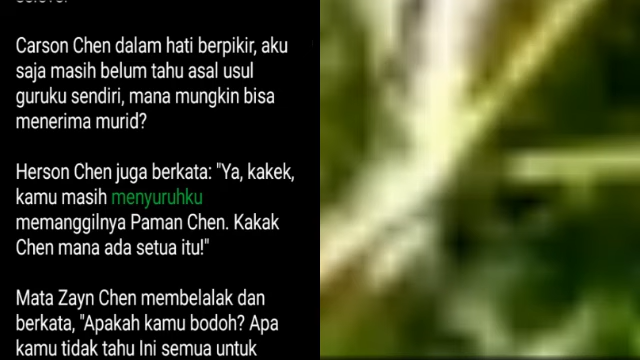 Carson Chen dalam hati berpikir, aku
saja masih belum tahu asal usul
guruku sendiri, mana mungkin bisa
menerima murid?
Herson Chen juga berkata: "Ya, kakek,
kamu masih menyuruhku
memanggilnya Paman Chen. Kakak
Chen mana ada setua itu!"
Mata Zayn Chen membelalak dan
berkata, "Apakah kamu bodoh? Apa
kamu tidak tahu Ini semua untuk